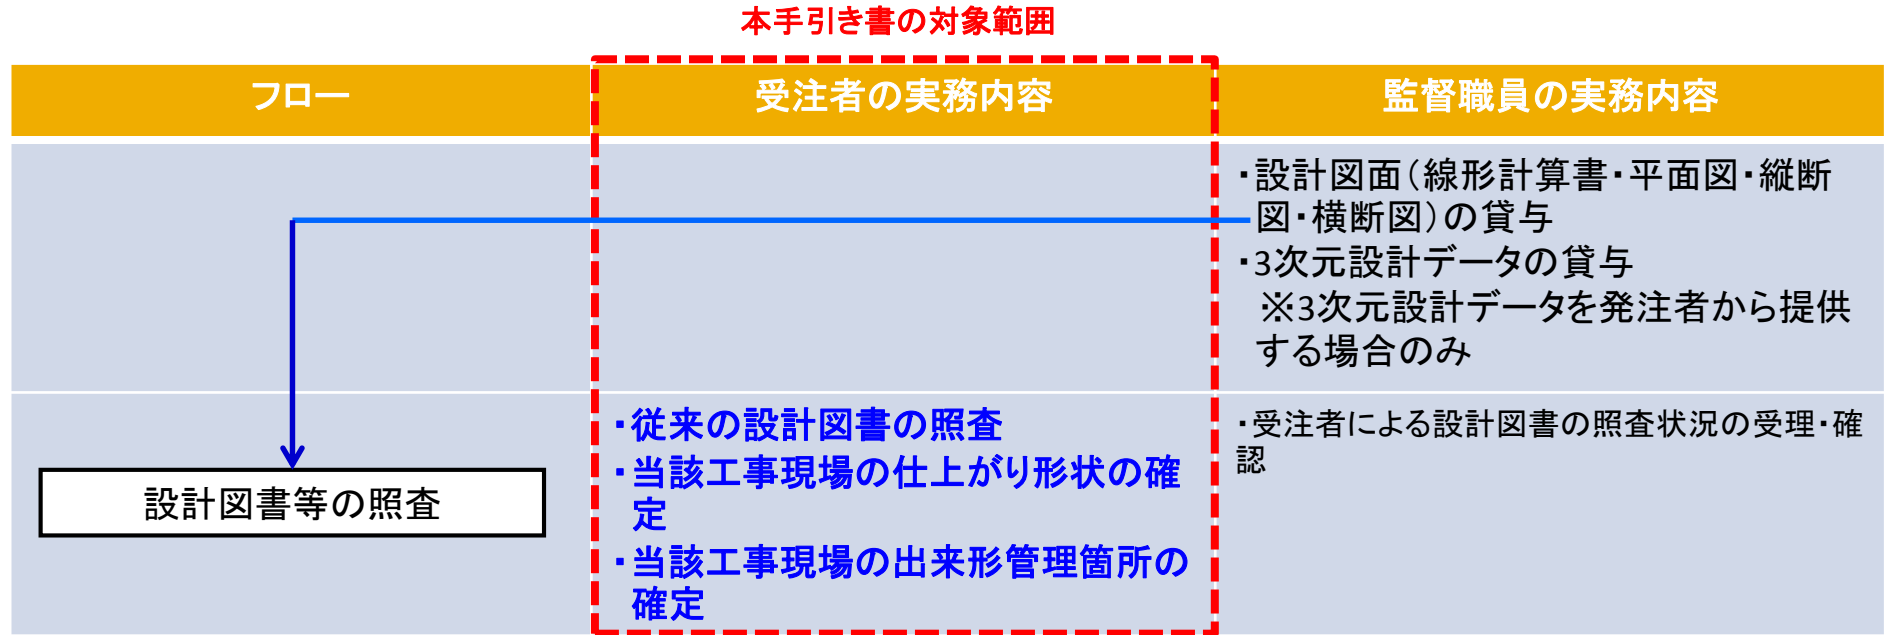 本手引き書の対象範囲
フロー
受注者の実務内容
監督職員の実務内容
・設計図面（線形計算書・平面図・縦断
図・横断図）の貸与
・3次元設計データの貸与
※3次元設計データを発注者から提供
する場合のみ
設計図書等の照査
・従来の設計図書の照査
・当該工事現場の仕上がり形状の確
定
・当該工事現場の出来形管理箇所の
確定
・受注者による設計図書の照査状況の受理・確
認